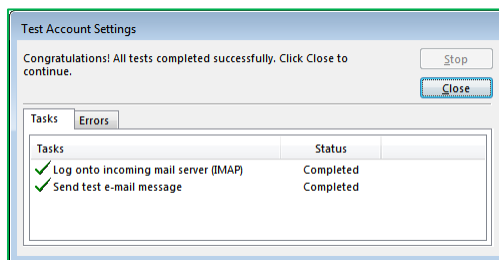 Test Account Settings
Congratulations! All tests completed successfully. Click Close to
continue.
Stop
Close
Tasks Errors
Tasks Status
Log onto incoming mail server (IMAP) Completed
Send test e-mail message Completed